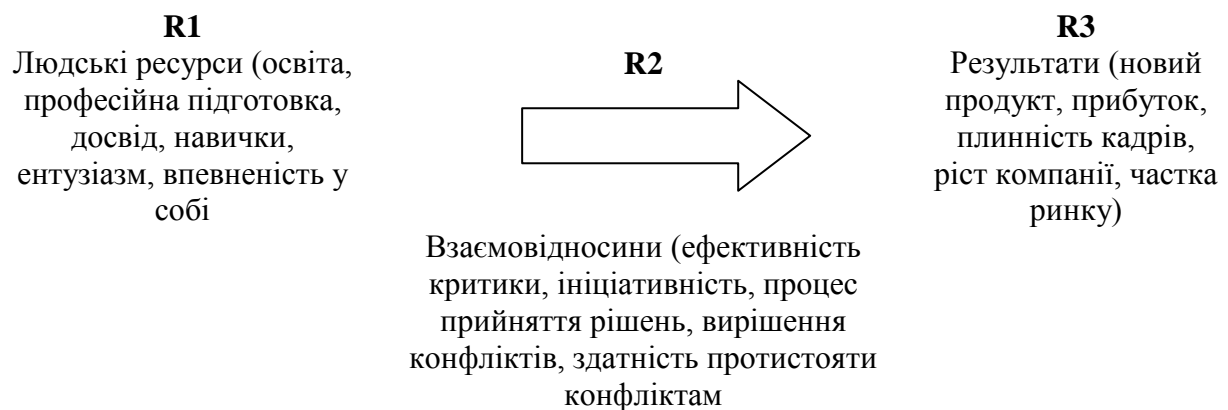 R1
Людські ресурси (освіта,
професійна підготовка,
досвід, навички,
ентузіазм, впевненість у
собі
R2
Взаємовідносини (ефективність
критики, ініціативність, процес
прийняття рішень, вирішення
конфліктів, здатність протистояти
конфліктам
R3
Результати (новий
продукт, прибуток,
плинність кадрів,
ріст компанії, частка
ринку)